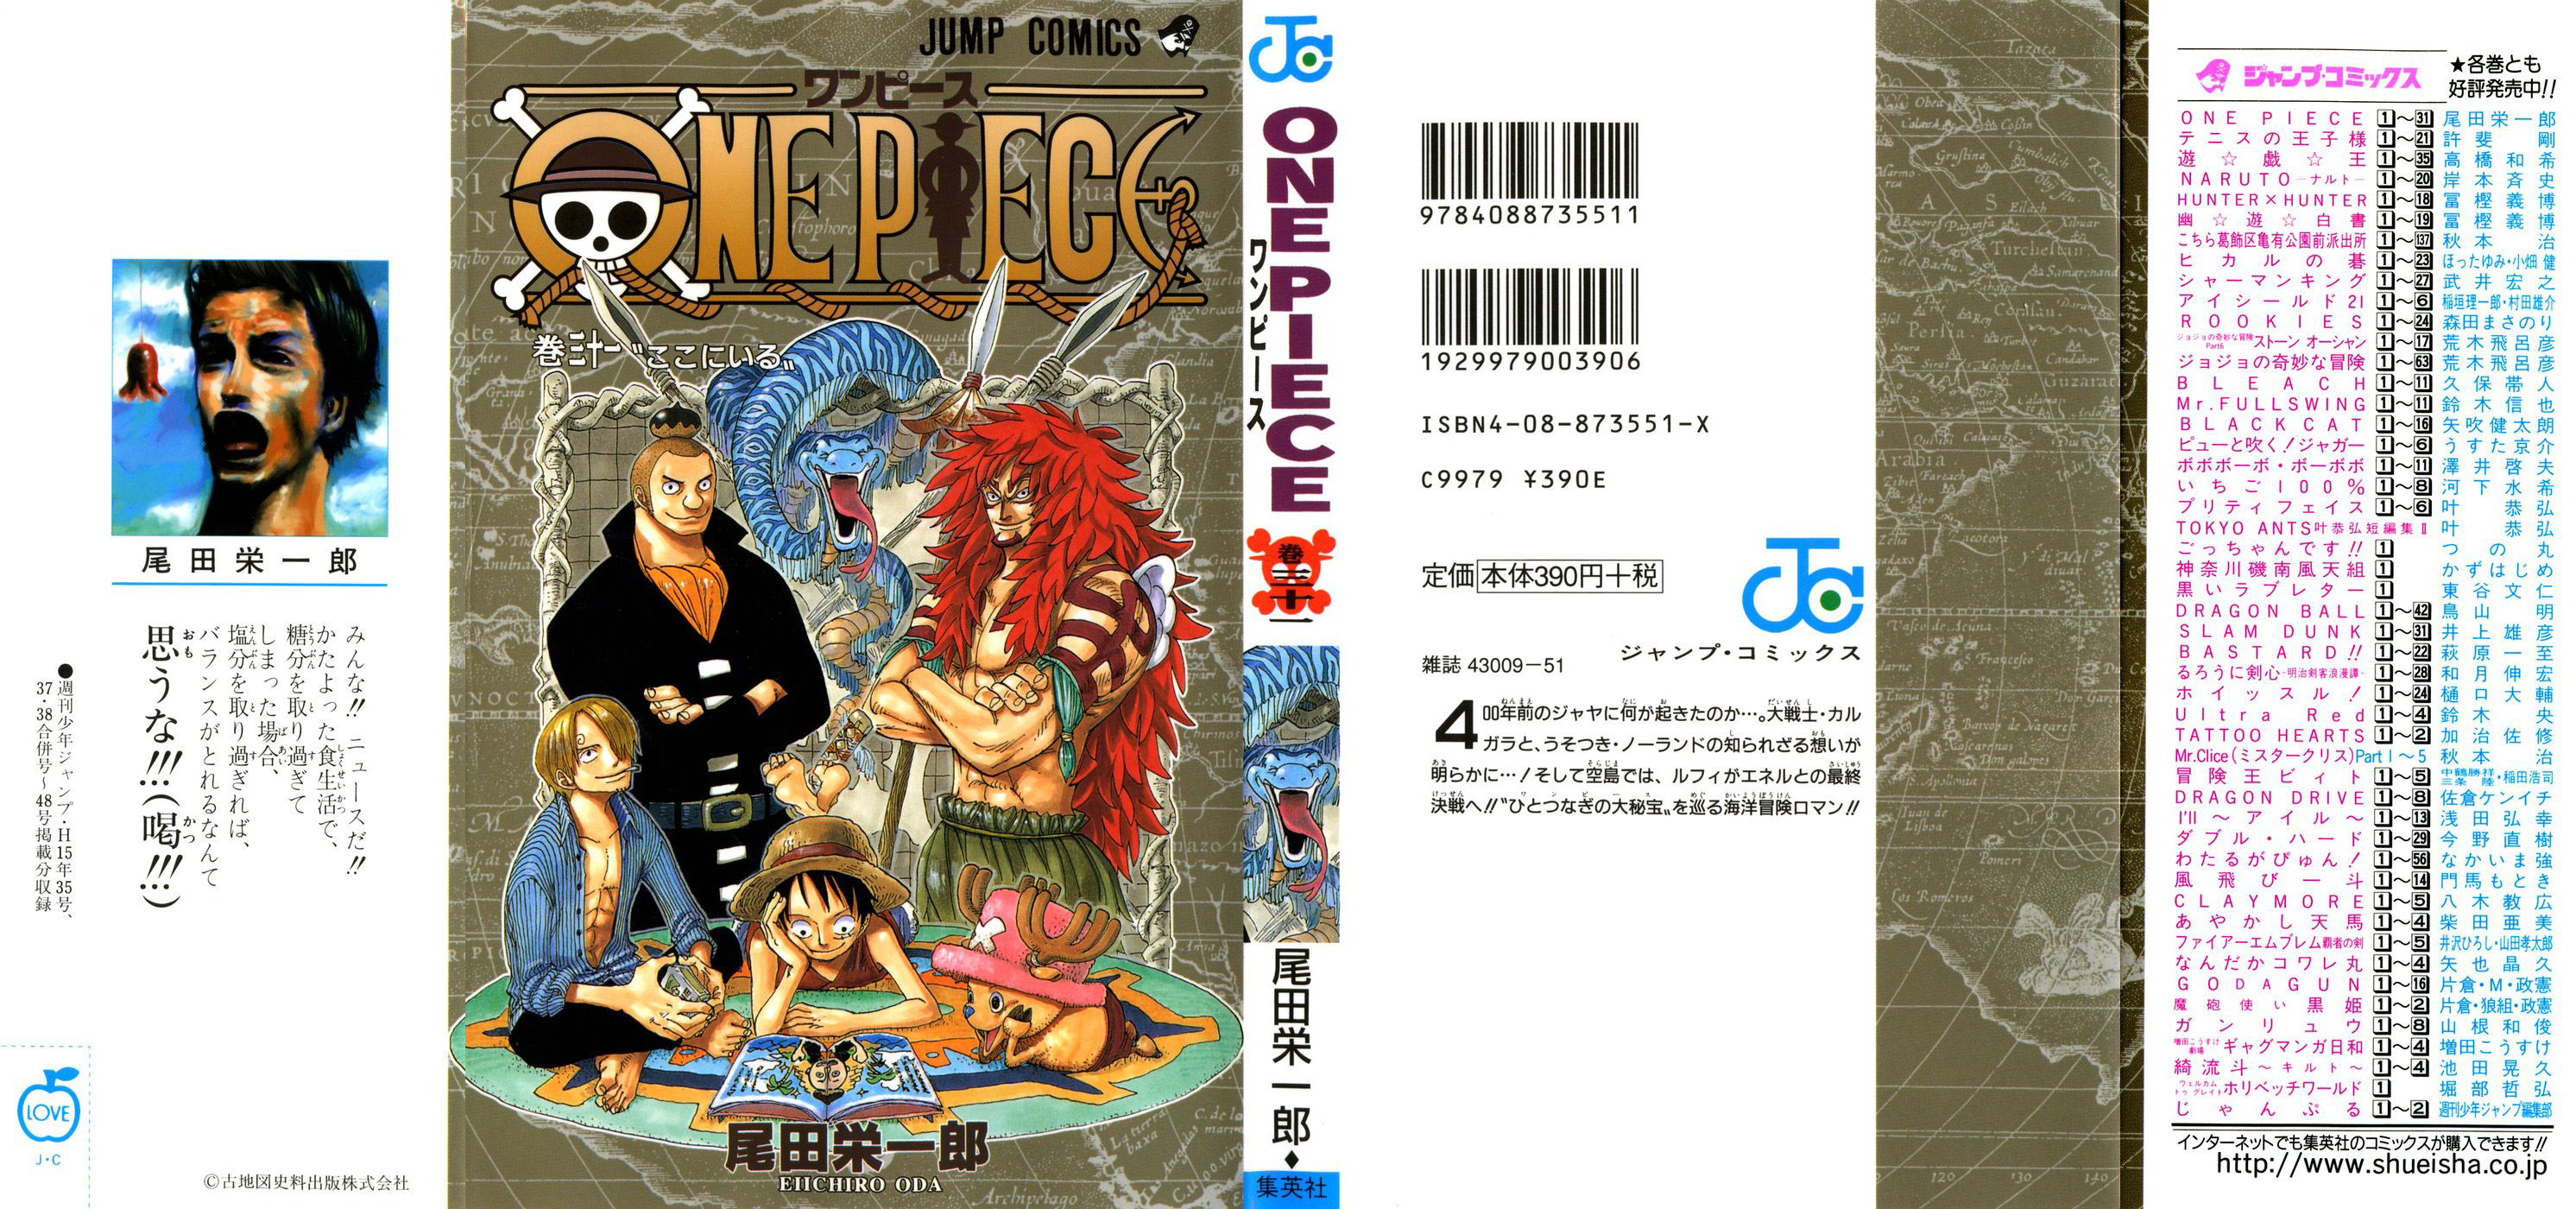 尾田栄一郎
みんな!! ニュースだ!!
かたよった食生活で、
糖分を取り過ぎて
しまった場合、
塩分を取り過ぎれば、
バランスがとれるなんて
思うな!!!(喝!!!)
●週刊少年ジャンプ・H15年35号、
37・38合併号〜48号掲載分収録
LOVE
J・C
©古地図史料出版株式会社
JUMP COMICS
ワンピース
ONE PIECE
巻三十一 "ここにいる"
尾田栄一郎
EIICHIRO ODA
JC
ONE PIECE
ワンピース
巻三十一
尾田栄一郎
集英社
9784088735511
1929979003906
ISBN4-08-873551-X
C9979 ¥390E
定価 本体390円+税
JC
ジャンプ・コミックス
雑誌 43009-51
400年前のジャヤに何が起きたのか…。大戦士・カル
ガラと、うそつき・ノーランドの知られざる想いが
明らかに…!そして空島では、ルフィがエネルとの最終
決戦へ!!"ひとつなぎの大秘宝"を巡る海洋冒険ロマン!!
ジャンプ・コミックス
★各巻とも
好評発売中!!
ONE PIECE 1〜31 尾田栄一郎
テニスの王子様 1〜21 許斐剛
遊☆戯☆王 1〜35 高橋和希
NARUTO―ナルト― 1〜20 岸本斉史
HUNTER×HUNTER 1〜18 冨樫義博
幽☆遊☆白書 1〜19 冨樫義博
こちら葛飾区亀有公園前派出所 1〜137 秋本治
ヒカルの碁 1〜23 ほったゆみ・小畑健
シャーマンキング 1〜27 武井宏之
アイシールド21 1〜6 稲垣理一郎・村田雄介
ROOKIES 1〜24 森田まさのり
ジョジョの奇妙な冒険Part6 ストーン オーシャン 1〜17 荒木飛呂彦
ジョジョの奇妙な冒険 1〜63 荒木飛呂彦
BLEACH 1〜11 久保帯人
Mr.FULLSWING 1〜11 鈴木信也
BLACK CAT 1〜16 矢吹健太朗
ピューと吹く!ジャガー 1〜6 うすた京介
ボボボーボ・ボーボボ 1〜11 澤井啓夫
いちご100% 1〜8 河下水希
プリティフェイス 1〜6 叶恭弘
TOKYO ANTS叶恭弘短編集Ⅱ 叶恭弘
ごっちゃんです!! 1 つの丸
神奈川磯南風天組 1 かずはじめ
黒いラブレター 1 東谷文仁
DRAGON BALL 1〜42 鳥山明
SLAM DUNK 1〜31 井上雄彦
BASTARD!! 1〜22 萩原一至
るろうに剣心-明治剣客浪漫譚- 1〜28 和月伸宏
ホイッスル! 1〜24 樋口大輔
Ultra Red 1〜4 鈴木央
TATTOO HEARTS 1〜2 加治佐修
Mr.Clice(ミスタークリス)Part 1〜5 秋本治
冒険王ビィト 1〜5 三条陸・稲田浩司
DRAGON DRIVE 1〜8 佐倉ケンイチ
I'll〜アイル〜 1〜13 浅田弘幸
ダブル・ハード 1〜29 今野直樹
わたるがぴゅん! 1〜56 なかいま強
風飛び一斗 1〜14 門馬もとき
CLAYMORE 1〜5 八木教広
あやかし天馬 1〜4 柴田亜美
ファイアーエムブレム覇者の剣 1〜5 井沢ひろし・山田孝太郎
なんだかコワレ丸 1〜4 矢也晶久
GODAGUN 1〜16 片倉・M・政憲
魔砲使い黒姫 1〜2 片倉・狼組・政憲
ガンリュウ 1〜8 山根和俊
増田こうすけ劇場 ギャグマンガ日和 1〜4 増田こうすけ
綺流斗〜キルト〜 1〜4 池田晃久
ウェルカムトゥグレイトホリベッチワールド 1 堀部哲弘
じゃんぷる 1〜2 週刊少年ジャンプ編集部
インターネットでも集英社のコミックスが購入できます!!
http://www.shueisha.co.jp